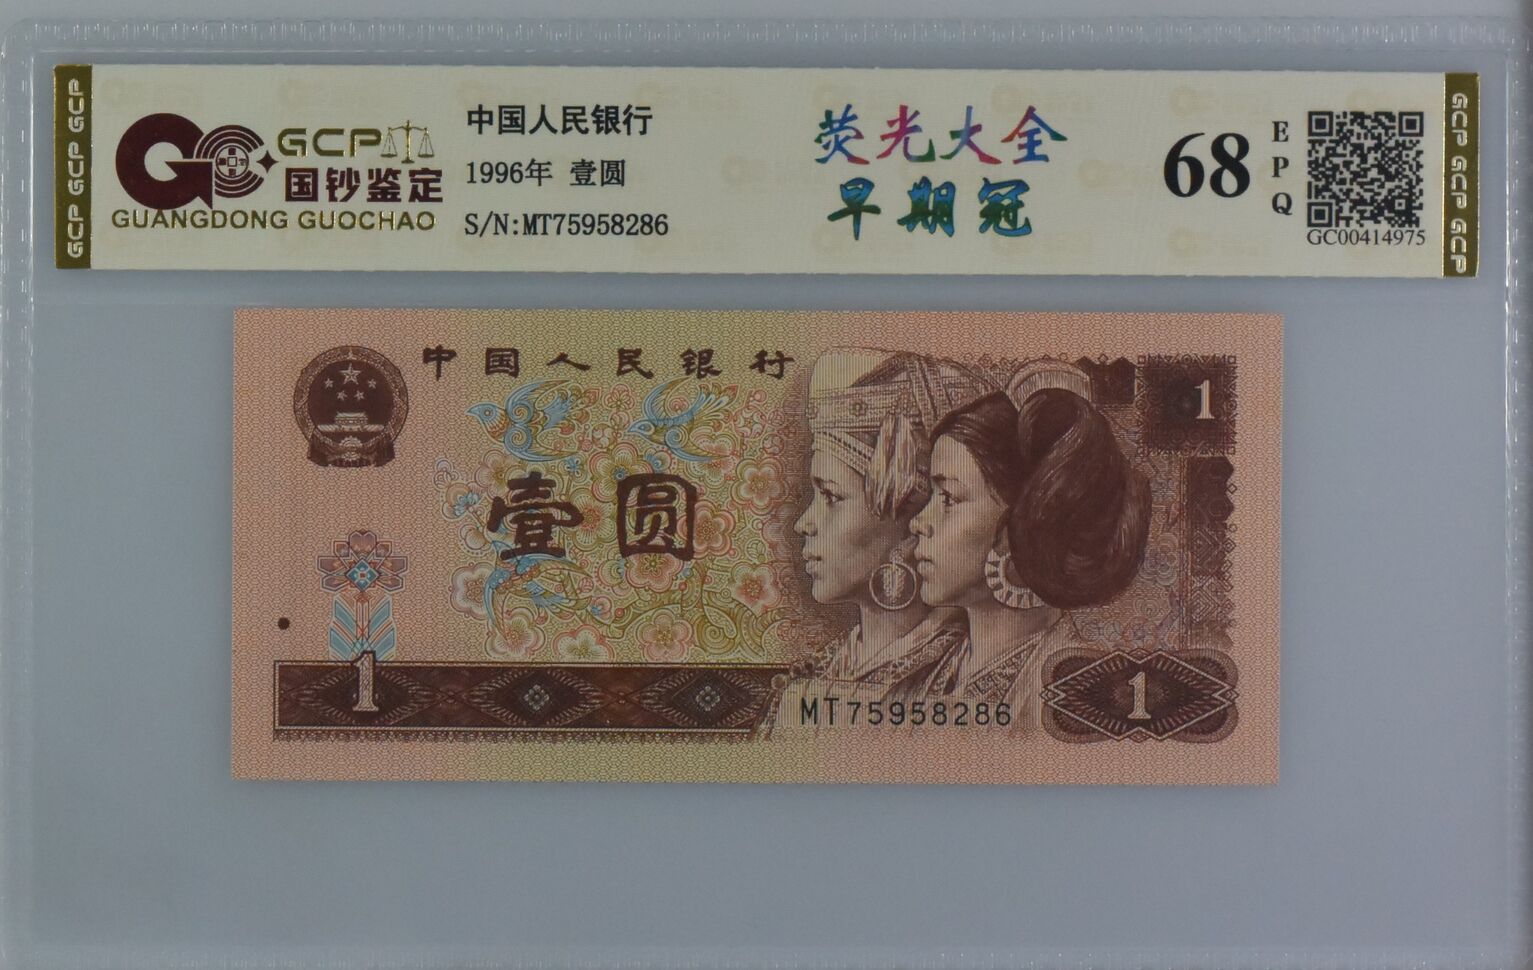 GCP GCP GCP
GCP
国钞鉴定
GUANGDONG GUOCHAO
中国人民银行
1996年 壹圆
S/N:MT75958286
荧光大全
早期冠
68
EPQ
GC00414975
GCP GCP GCP
中国人民银行
1
壹圆
1
MT75958286
1